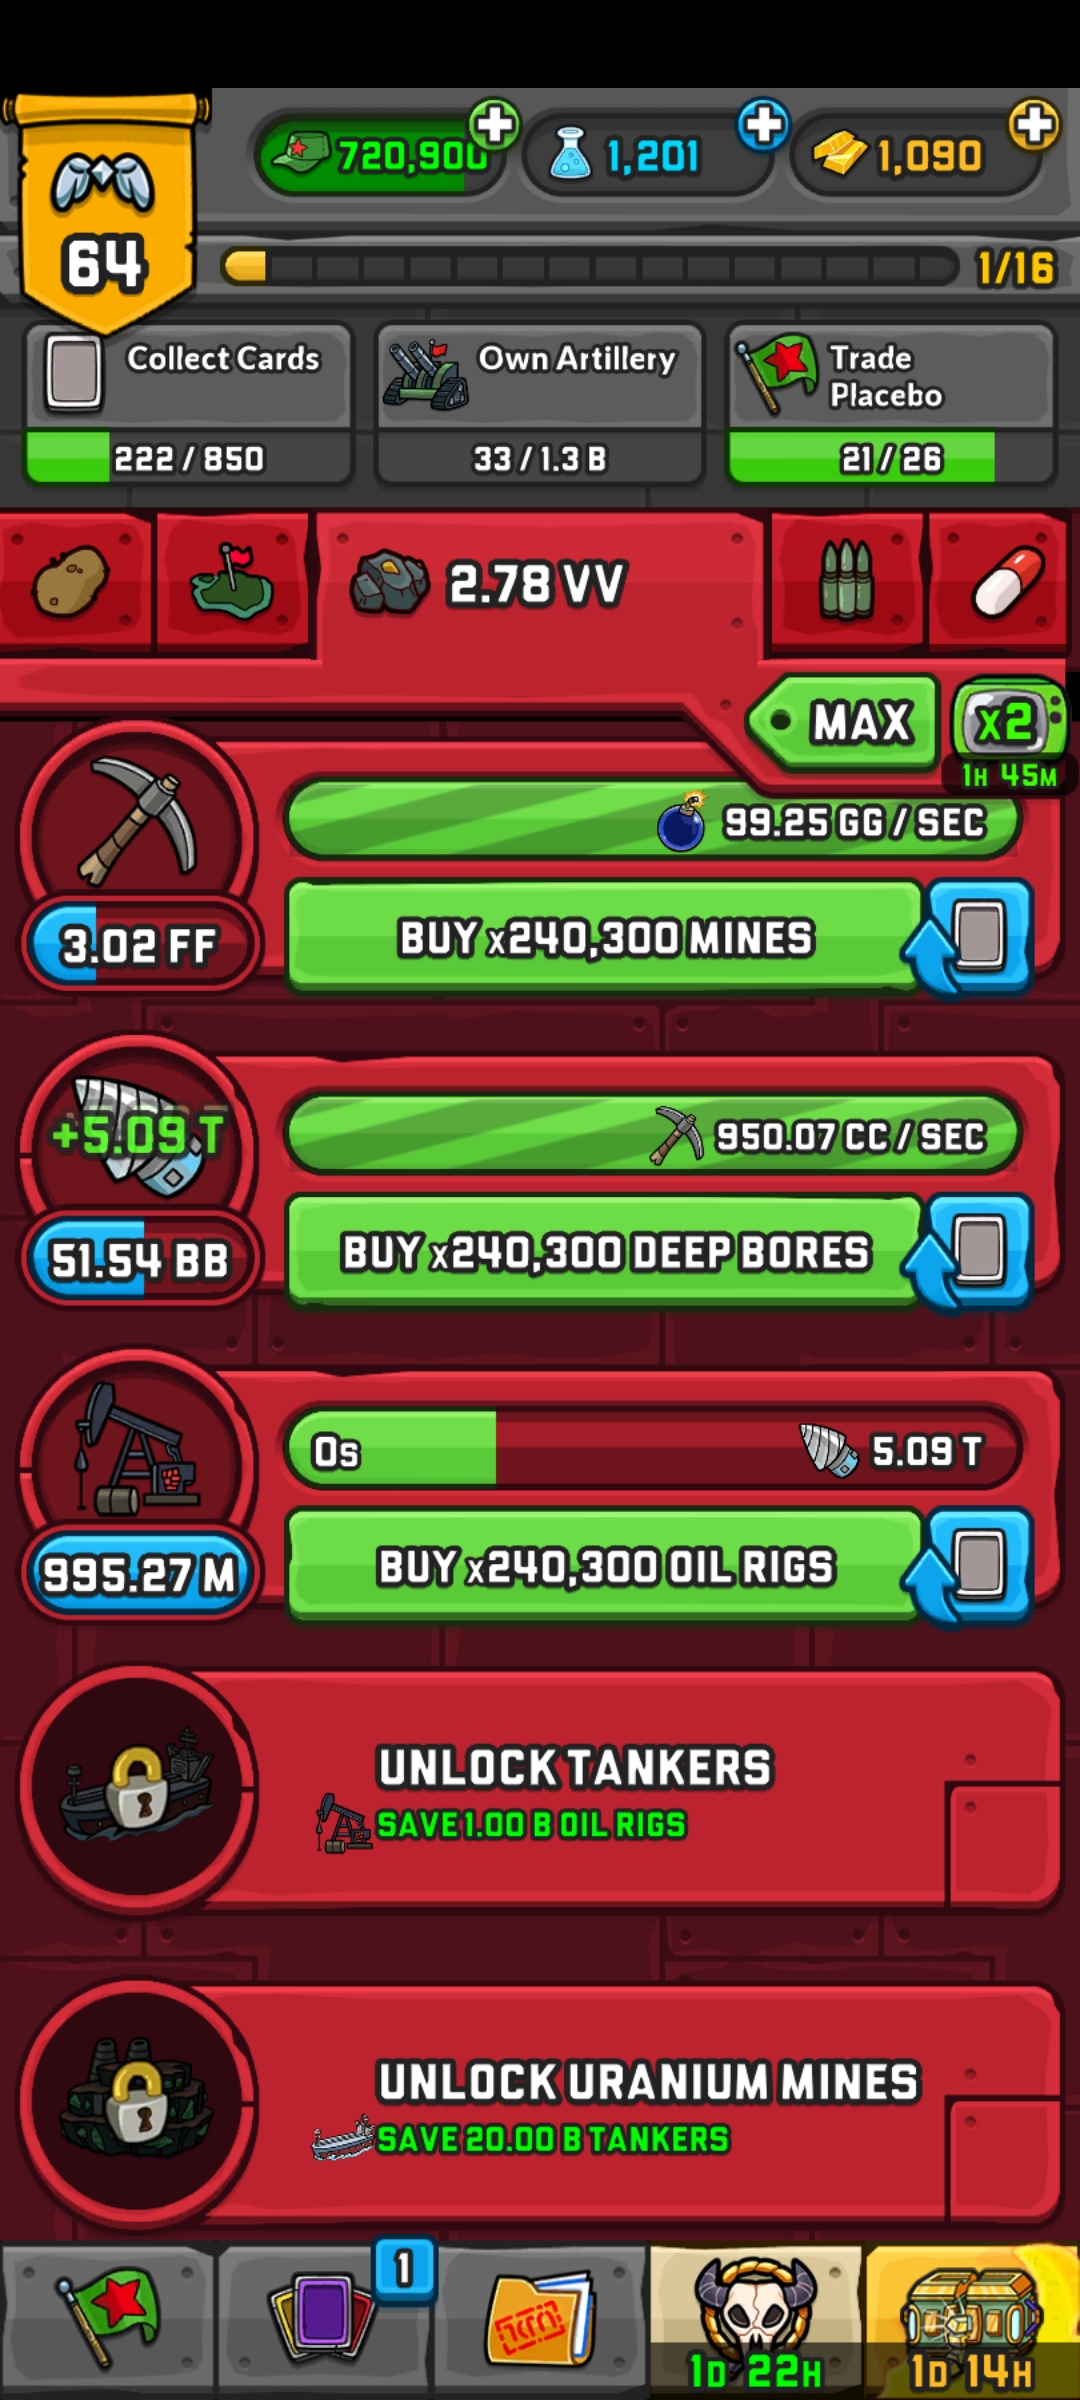 720,900
1,201
1,090
64
1/16
Collect Cards
222 / 850
Own Artillery
33 / 1.3 B
Trade
Placebo
21 / 26
2.78 VV
MAX
x2
1H 45M
99.25 GG / SEC
3.02 FF
BUY x240,300 MINES
+5.09 T
950.07 CC / SEC
51.54 BB
BUY x240,300 DEEP BORES
0s
5.09 T
995.27 M
BUY x240,300 OIL RIGS
UNLOCK TANKERS
SAVE 1.00 B OIL RIGS
UNLOCK URANIUM MINES
SAVE 20.00 B TANKERS
1
1D 22H
1D 14H